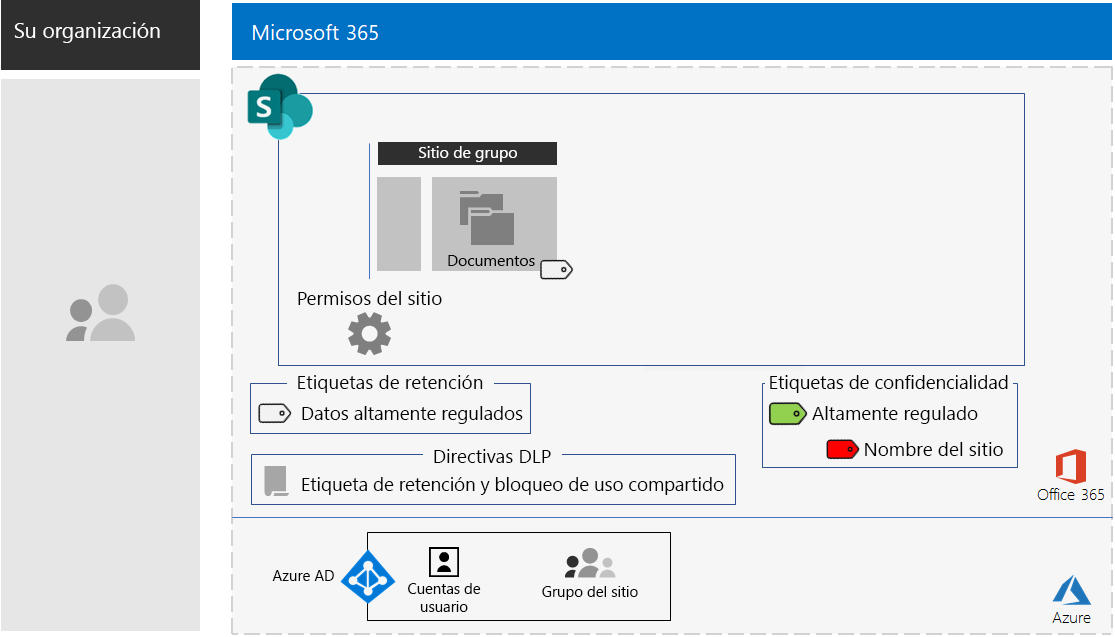 Su organización
Microsoft 365
S
Sitio de grupo
Documentos
Permisos del sitio
Etiquetas de retención
Datos altamente regulados
Etiquetas de confidencialidad
Altamente regulado
Nombre del sitio
Directivas DLP
Etiqueta de retención y bloqueo de uso compartido
Office 365
Azure AD
Cuentas de
usuario
Grupo del sitio
Azure